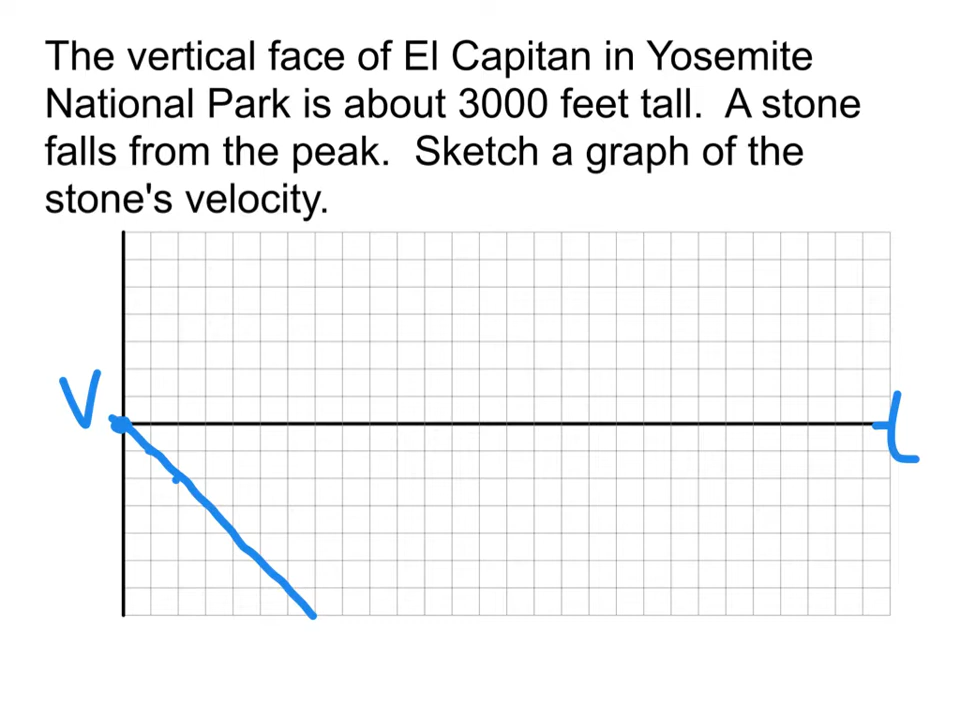 The vertical face of El Capitan in Yosemite
National Park is about 3000 feet tall.  A stone
falls from the peak.  Sketch a graph of the
stone's velocity.
V
t